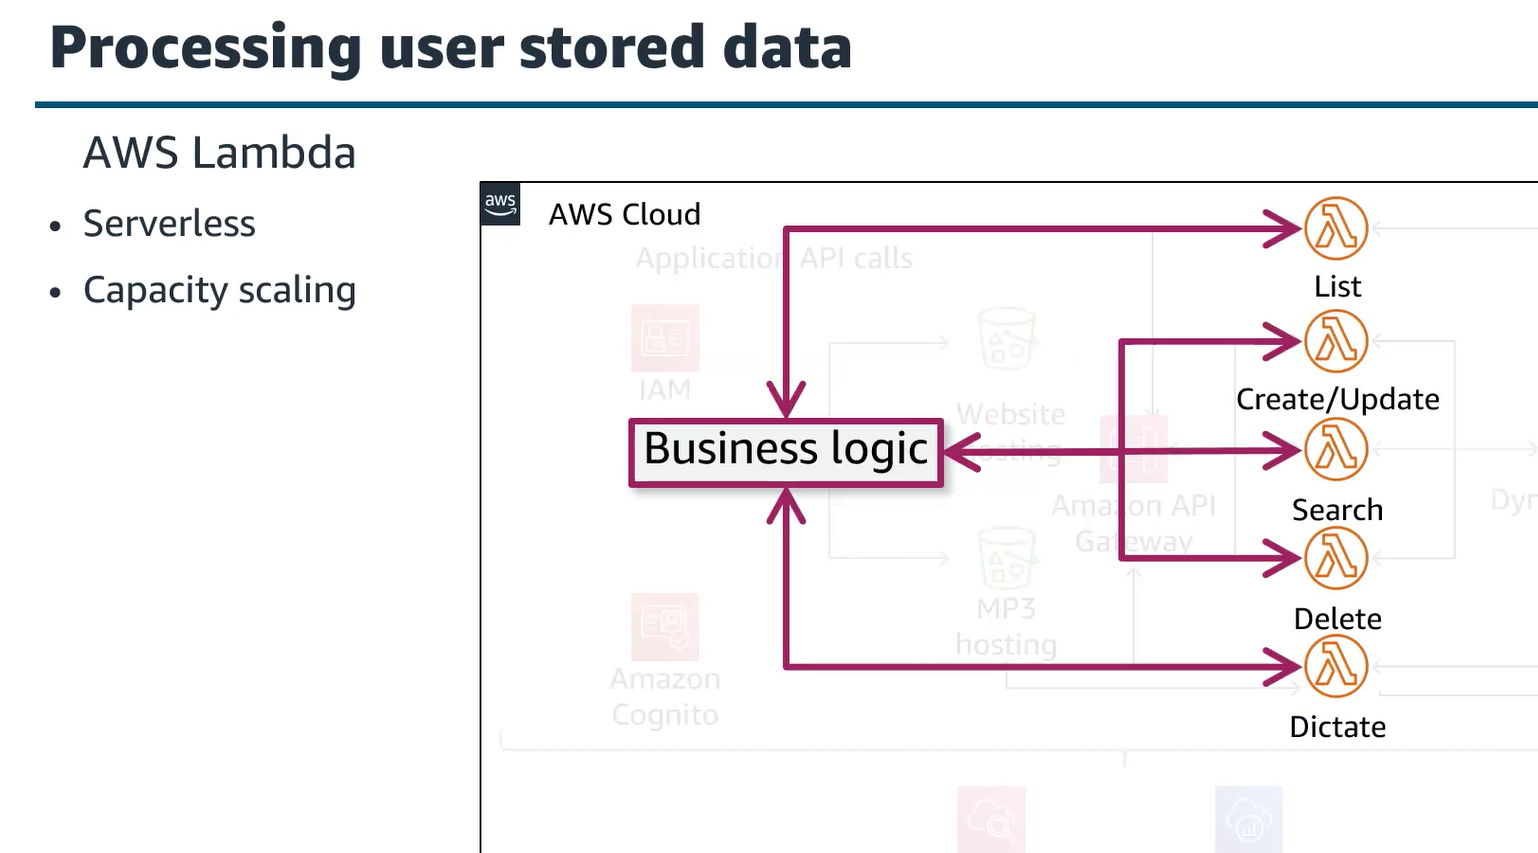 Processing user stored data
AWS Lambda
• Serverless
• Capacity scaling
aws
AWS Cloud
Application API calls
IAM
Business logic
Website
hosting
Amazon API
Gateway
MP3
hosting
Amazon
Cognito
List
Create/Update
Search
Delete
Dictate